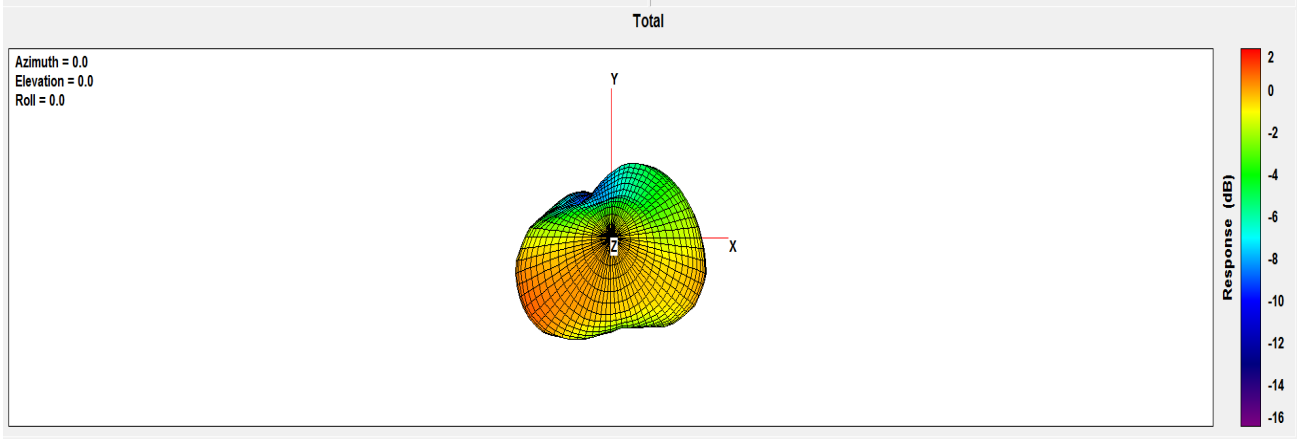 Total
Azimuth = 0.0
Elevation = 0.0
Roll = 0.0
Y
Z
X
2
0
-2
-4
-6
-8
-10
-12
-14
-16
Response (dB)